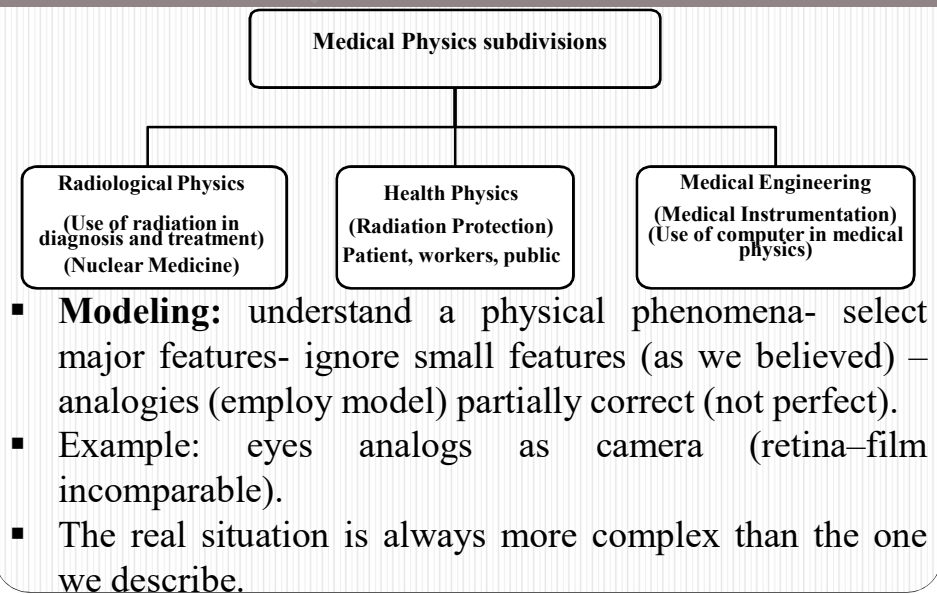 Medical Physics subdivisions
Radiological Physics
(Use of radiation in
diagnosis and treatment)
(Nuclear Medicine)
Health Physics
(Radiation Protection)
Patient, workers, public
Medical Engineering
(Medical Instrumentation)
(Use of computer in medical
physics)
▪ Modeling: understand a physical phenomena- select
major features- ignore small features (as we believed) –
analogies (employ model) partially correct (not perfect).
▪ Example: eyes analogs as camera (retina–film
incomparable).
▪ The real situation is always more complex than the one
we describe.